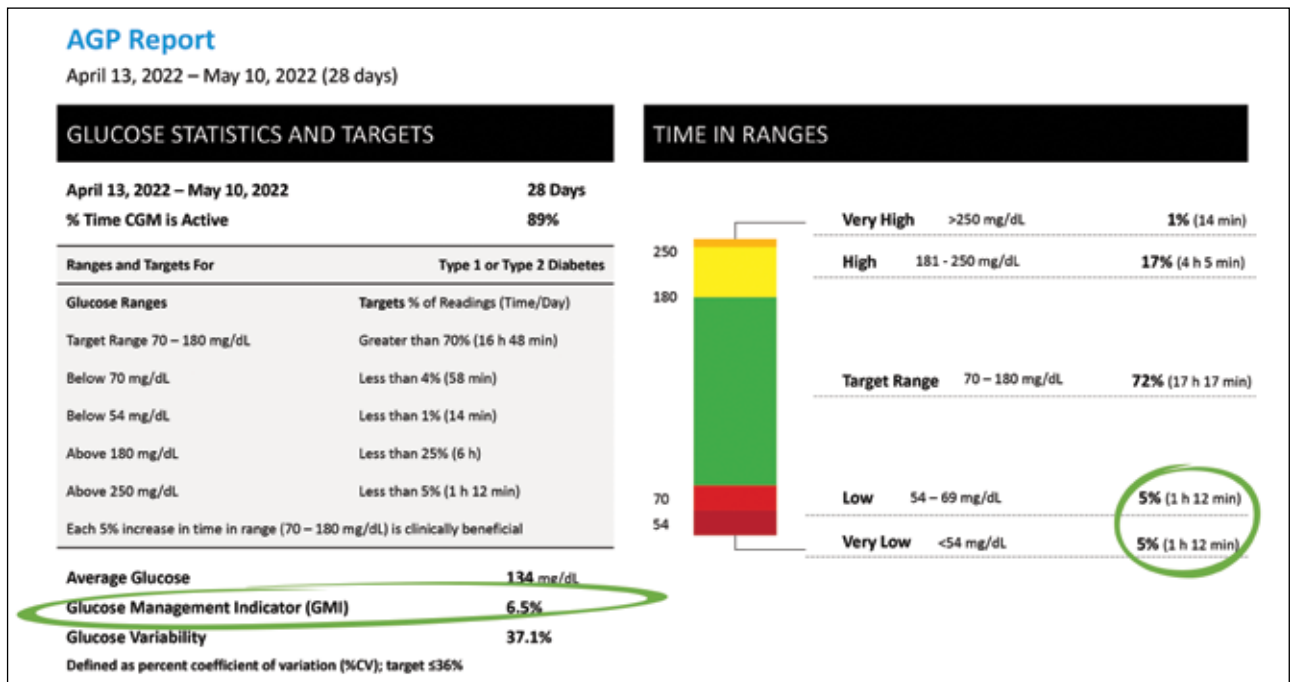 AGP Report
April 13, 2022 – May 10, 2022 (28 days)
GLUCOSE STATISTICS AND TARGETS
April 13, 2022 – May 10, 2022 28 Days
% Time CGM is Active 89%
Ranges and Targets For Type 1 or Type 2 Diabetes
Glucose Ranges Targets % of Readings (Time/Day)
Target Range 70 – 180 mg/dL Greater than 70% (16 h 48 min)
Below 70 mg/dL Less than 4% (58 min)
Below 54 mg/dL Less than 1% (14 min)
Above 180 mg/dL Less than 25% (6 h)
Above 250 mg/dL Less than 5% (1 h 12 min)
Each 5% increase in time in range (70 – 180 mg/dL) is clinically beneficial
Average Glucose 134 mg/dL
Glucose Management Indicator (GMI) 6.5%
Glucose Variability 37.1%
Defined as percent coefficient of variation (%CV); target ≤36%
TIME IN RANGES
Very High >250 mg/dL 1% (14 min)
250
High 181 - 250 mg/dL 17% (4 h 5 min)
180
Target Range 70 – 180 mg/dL 72% (17 h 17 min)
70
Low 54 – 69 mg/dL 5% (1 h 12 min)
54
Very Low <54 mg/dL 5% (1 h 12 min)